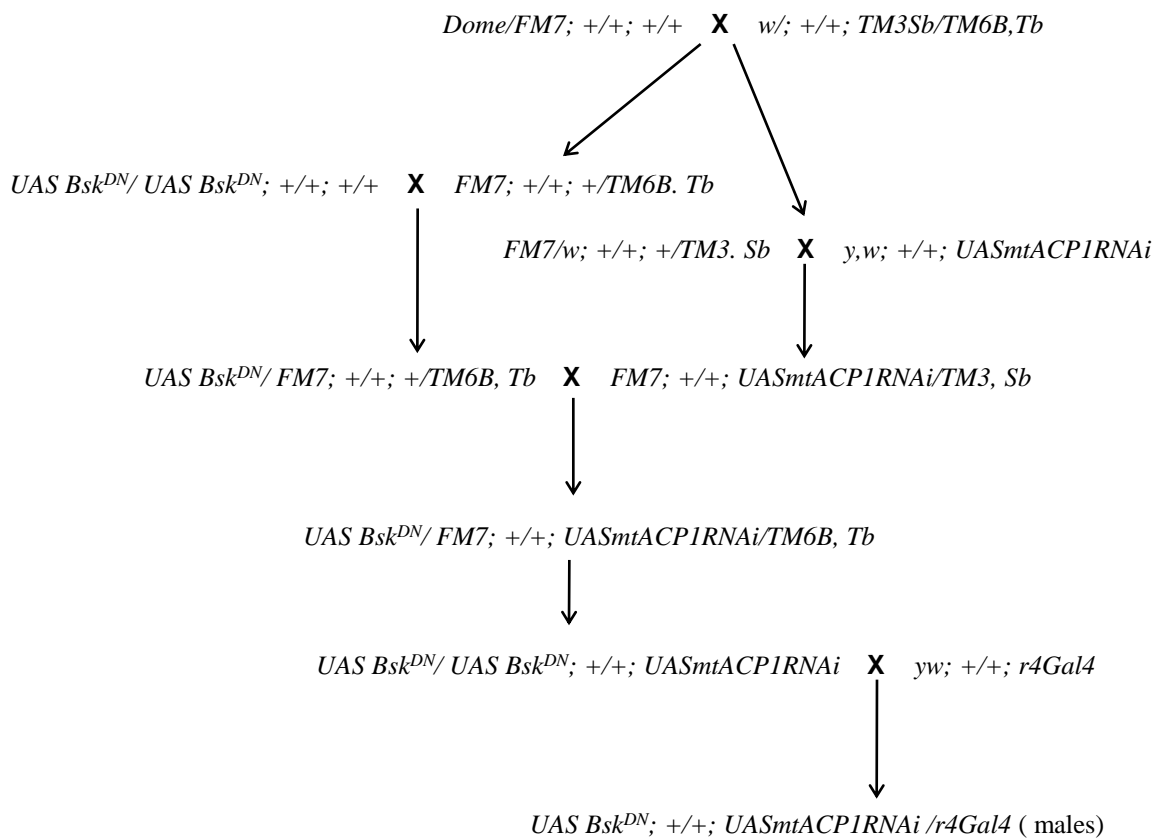 Dome/FM7; +/+; +/+ X w/; +/+; TM3Sb/TM6B,Tb
UAS Bsk^DN/ UAS Bsk^DN; +/+; +/+ X FM7; +/+; +/TM6B. Tb
FM7/w; +/+; +/TM3. Sb X y,w; +/+; UASmtACP1RNAi
UAS Bsk^DN/ FM7; +/+; +/TM6B, Tb X FM7; +/+; UASmtACP1RNAi/TM3, Sb
UAS Bsk^DN/ FM7; +/+; UASmtACP1RNAi/TM6B, Tb
UAS Bsk^DN/ UAS Bsk^DN; +/+; UASmtACP1RNAi X yw; +/+; r4Gal4
UAS Bsk^DN; +/+; UASmtACP1RNAi /r4Gal4 ( males)